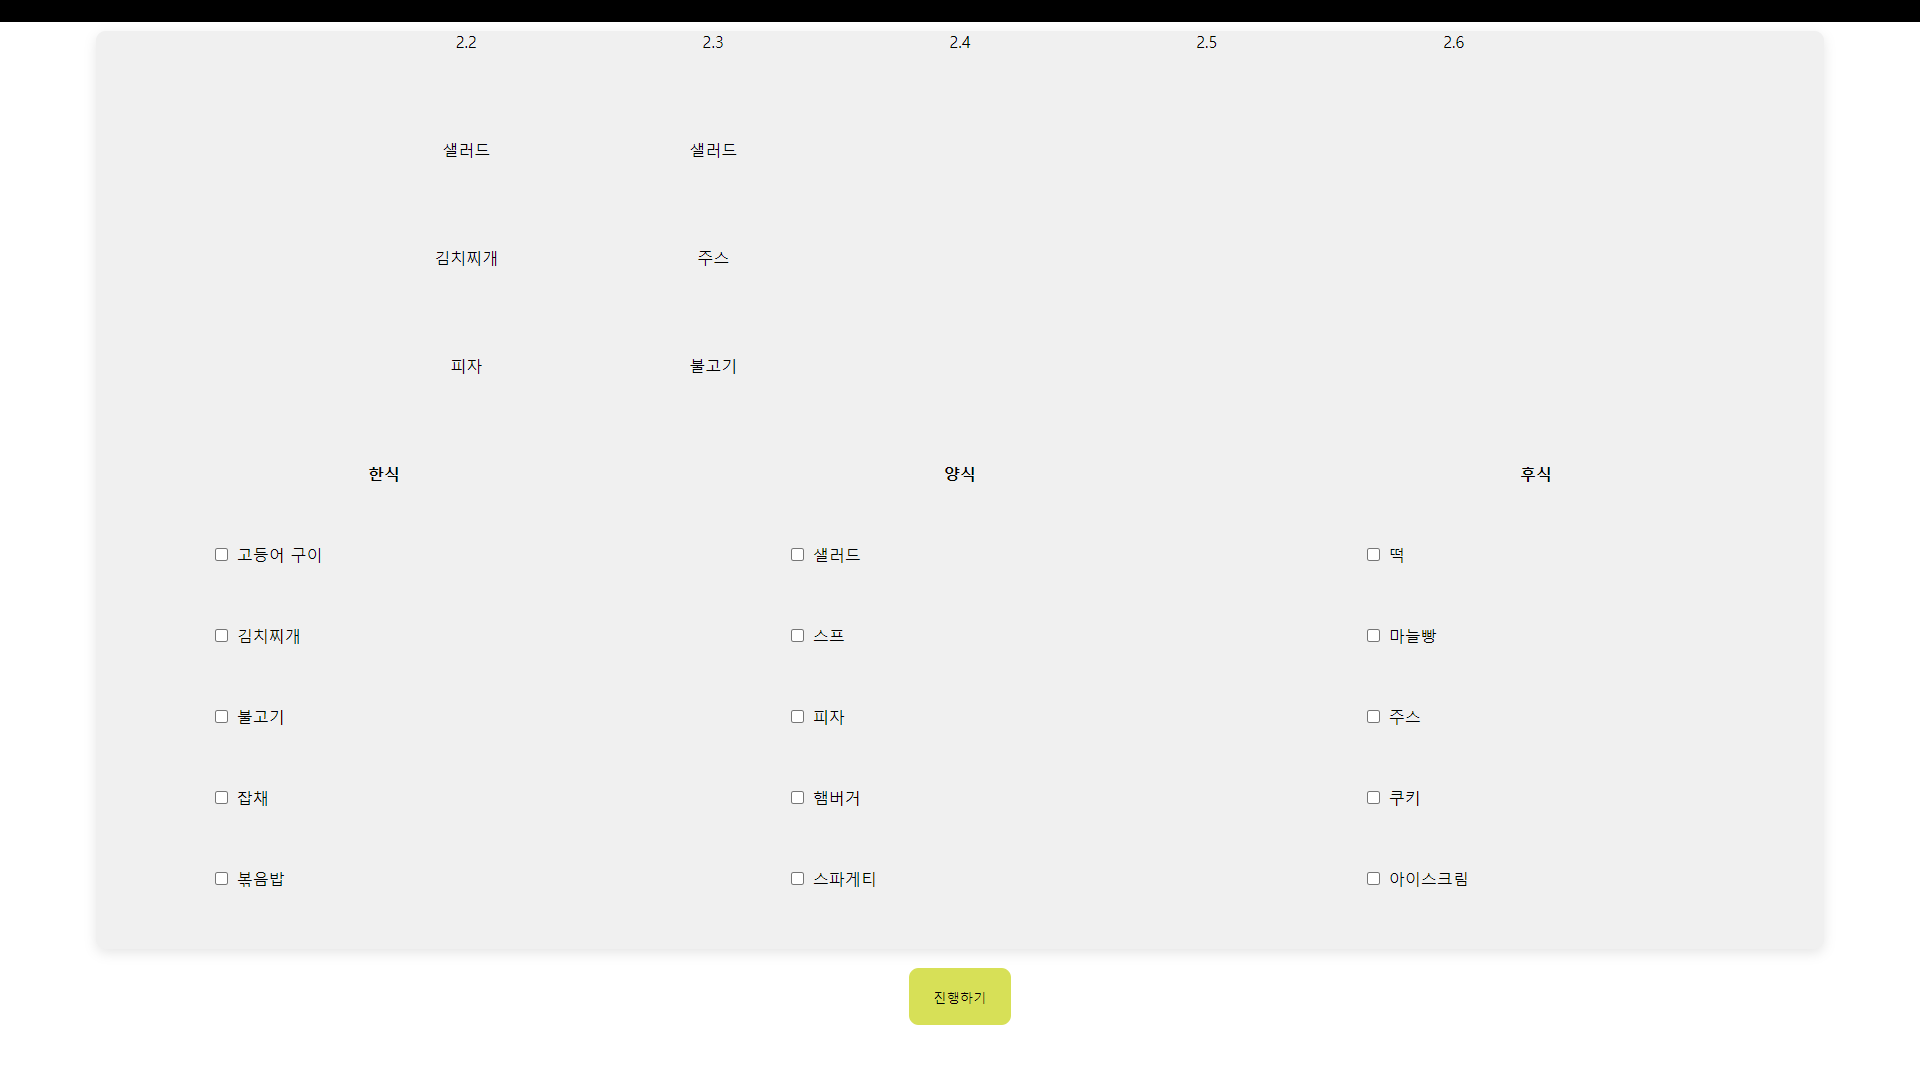 2.2 2.3 2.4 2.5 2.6
샐러드 샐러드
김치찌개 주스
피자 불고기
한식 양식 후식
고등어 구이 샐러드 떡
김치찌개 스프 마늘빵
불고기 피자 주스
잡채 햄버거 쿠키
볶음밥 스파게티 아이스크림
진행하기